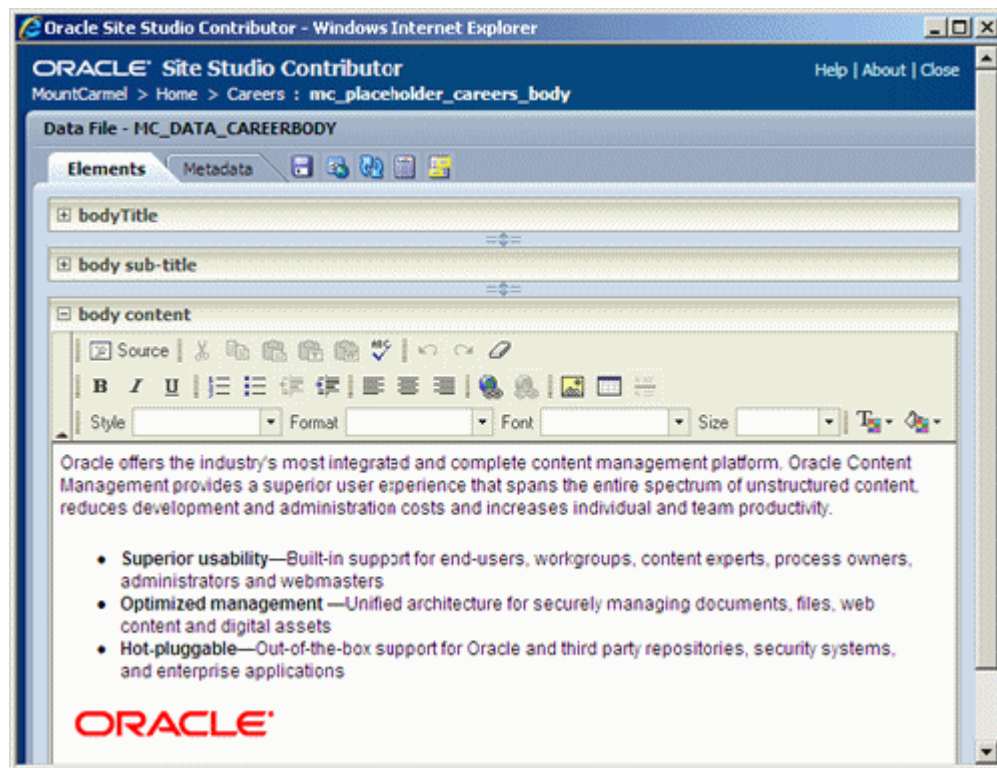 Oracle Site Studio Contributor - Windows Internet Explorer
ORACLE Site Studio Contributor
Help | About | Close
MountCarmel > Home > Careers : mc_placeholder_careers_body
Data File - MC_DATA_CAREERBODY
Elements Metadata
bodyTitle
body sub-title
body content
Source ABC
B I U
Style Format Font Size T
Oracle offers the industry's most integrated and complete content management platform. Oracle Content
Management provides a superior user experience that spans the entire spectrum of unstructured content,
reduces development and administration costs and increases individual and team productivity.
• Superior usability—Built-in support for end-users, workgroups, content experts, process owners,
administrators and webmasters
• Optimized management —Unified architecture for securely managing documents, files, web
content and digital assets
• Hot-pluggable—Out-of-the-box support for Oracle and third party repositories, security systems,
and enterprise applications
ORACLE